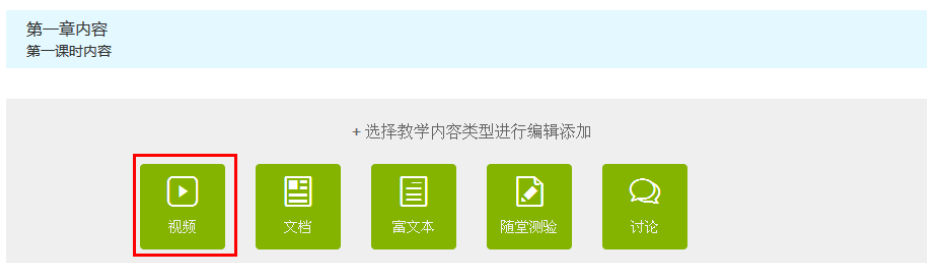 第一章内容
第一课时内容
+ 选择教学内容类型进行编辑添加
视频 文档 富文本 随堂测验 讨论